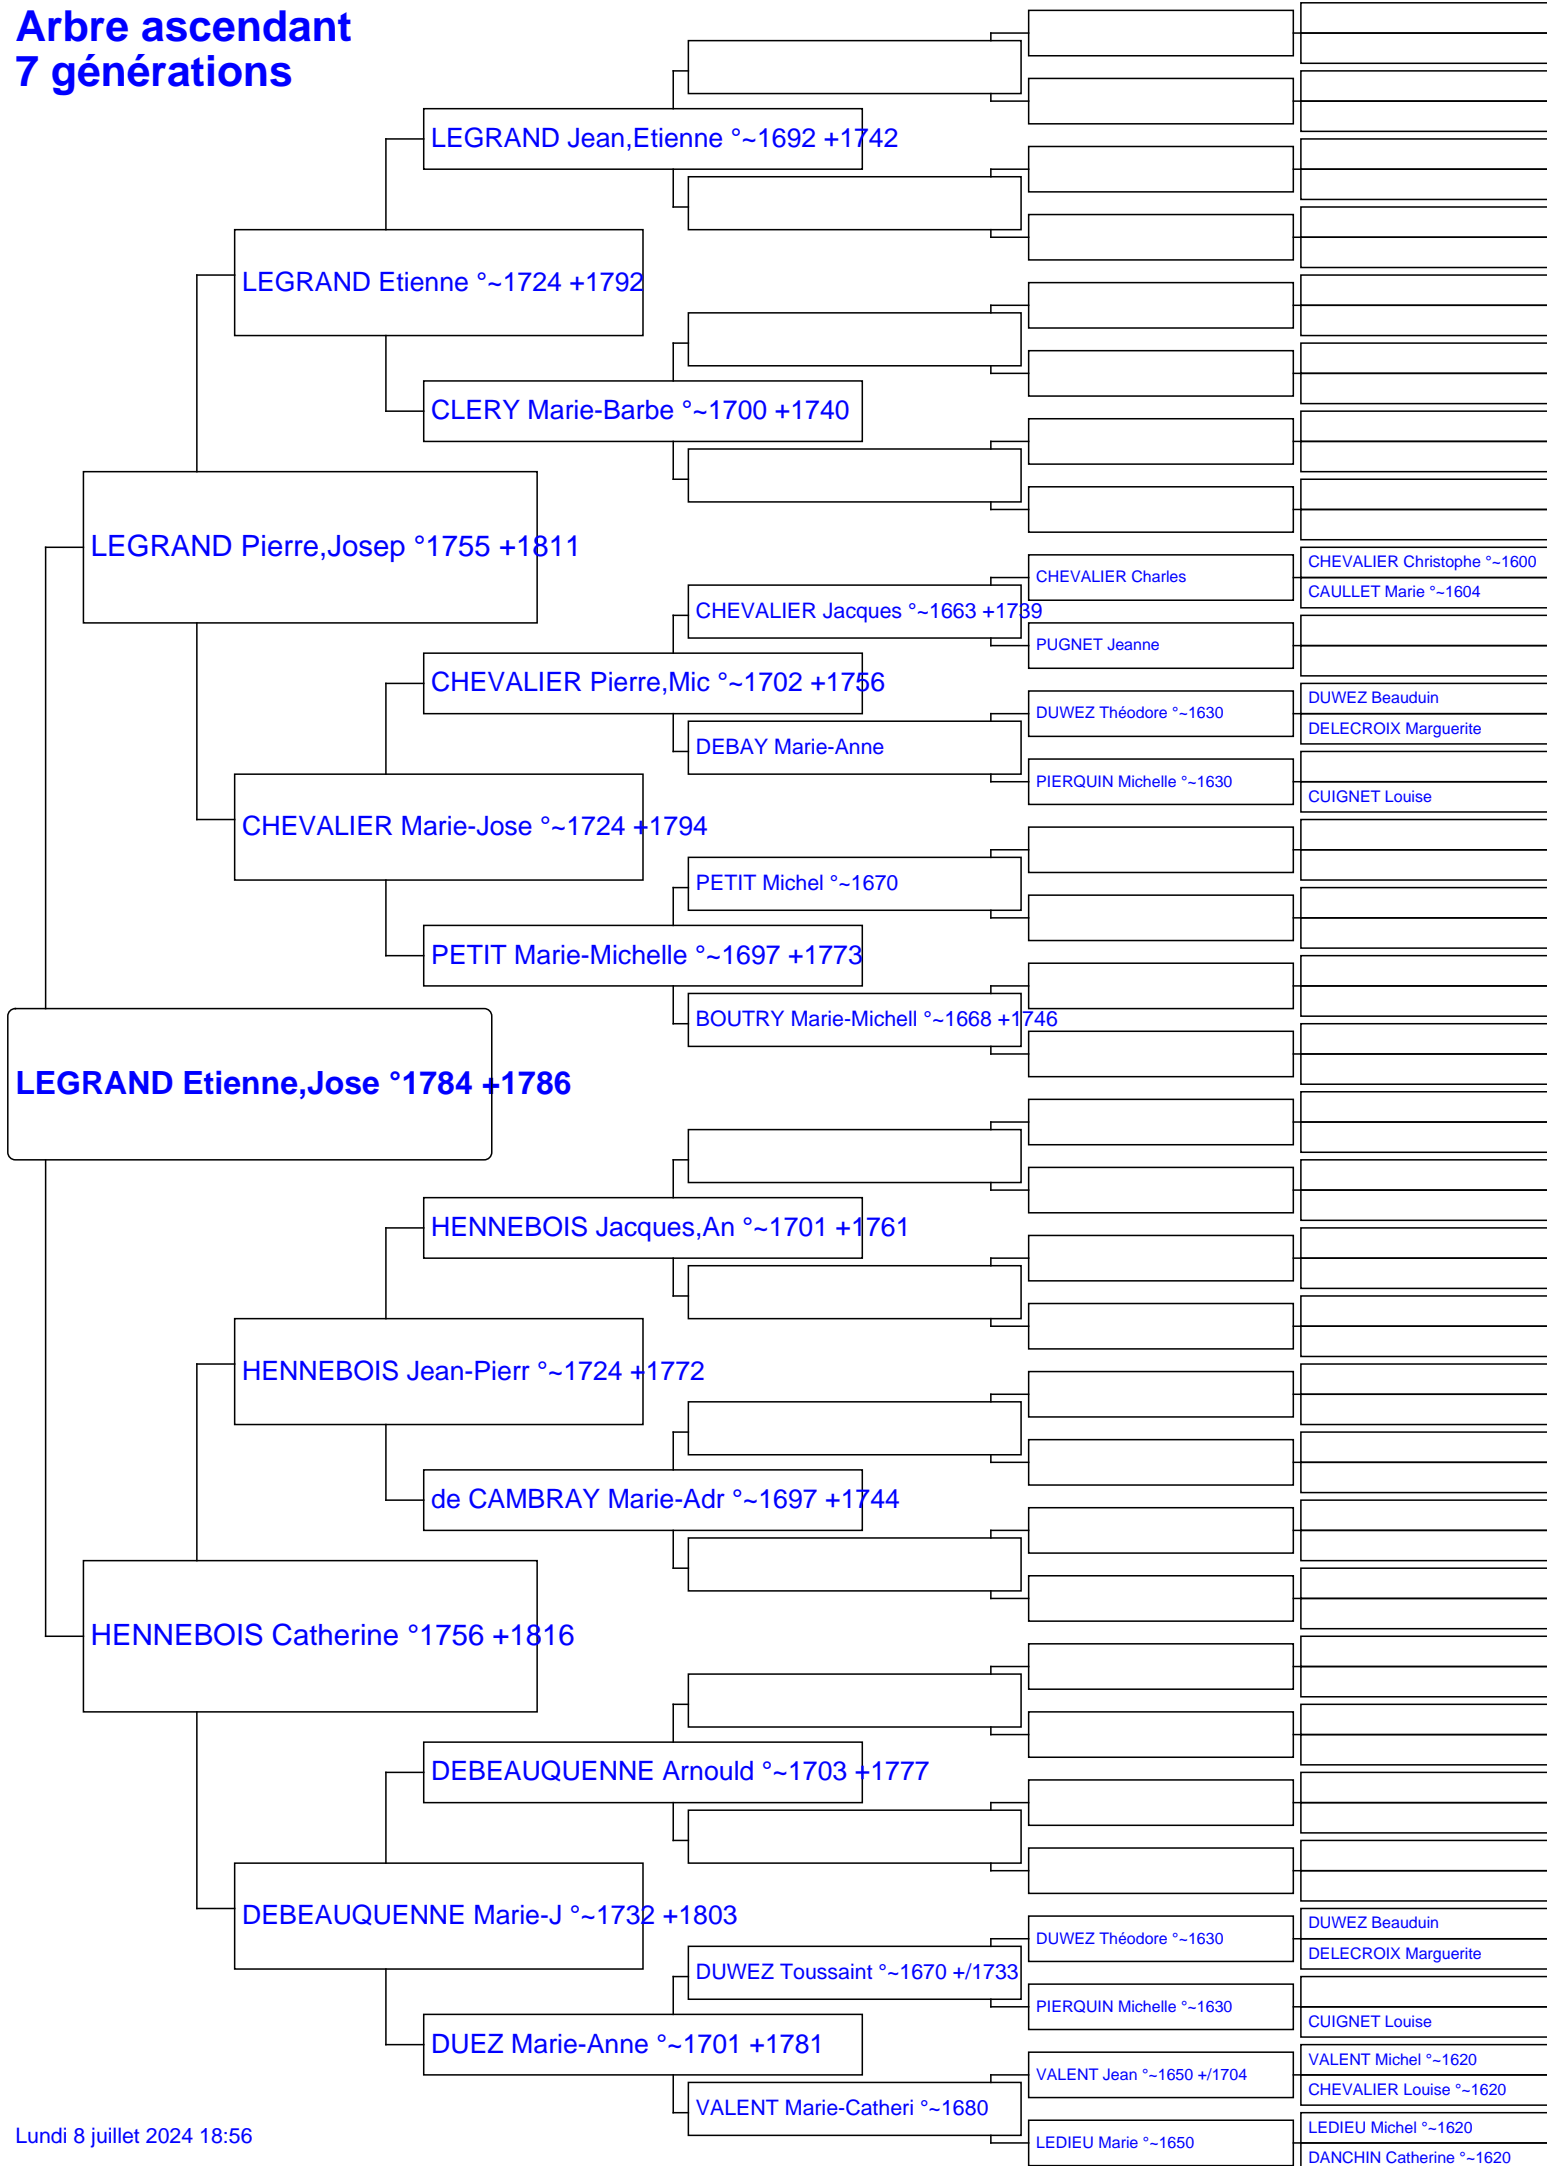 Arbre ascendant
7 générations
LEGRAND Jean,Etienne °~1692 +1742
LEGRAND Etienne °~1724 +1792
CLERY Marie-Barbe °~1700 +1740
LEGRAND Pierre,Josep °1755 +1811
CHEVALIER Christophe °~1600
CHEVALIER Charles
CAULLET Marie °~1604
CHEVALIER Jacques °~1663 +1739
PUGNET Jeanne
CHEVALIER Pierre,Mic °~1702 +1756
DUWEZ Beauduin
DUWEZ Théodore °~1630
DELECROIX Marguerite
DEBAY Marie-Anne
PIERQUIN Michelle °~1630
CUIGNET Louise
CHEVALIER Marie-Jose °~1724 +1794
PETIT Michel °~1670
PETIT Marie-Michelle °~1697 +1773
BOUTRY Marie-Michell °~1668 +1746
LEGRAND Etienne,Jose °1784 +1786
HENNEBOIS Jacques,An °~1701 +1761
HENNEBOIS Jean-Pierr °~1724 +1772
de CAMBRAY Marie-Adr °~1697 +1744
HENNEBOIS Catherine °1756 +1816
DEBEAUQUENNE Arnould °~1703 +1777
DEBEAUQUENNE Marie-J °~1732 +1803
DUWEZ Beauduin
DUWEZ Théodore °~1630
DELECROIX Marguerite
DUWEZ Toussaint °~1670 +/1733
PIERQUIN Michelle °~1630
CUIGNET Louise
DUEZ Marie-Anne °~1701 +1781
VALENT Michel °~1620
VALENT Jean °~1650 +/1704
CHEVALIER Louise °~1620
VALENT Marie-Catheri °~1680
LEDIEU Michel °~1620
LEDIEU Marie °~1650
DANCHIN Catherine °~1620
Lundi 8 juillet 2024 18:56